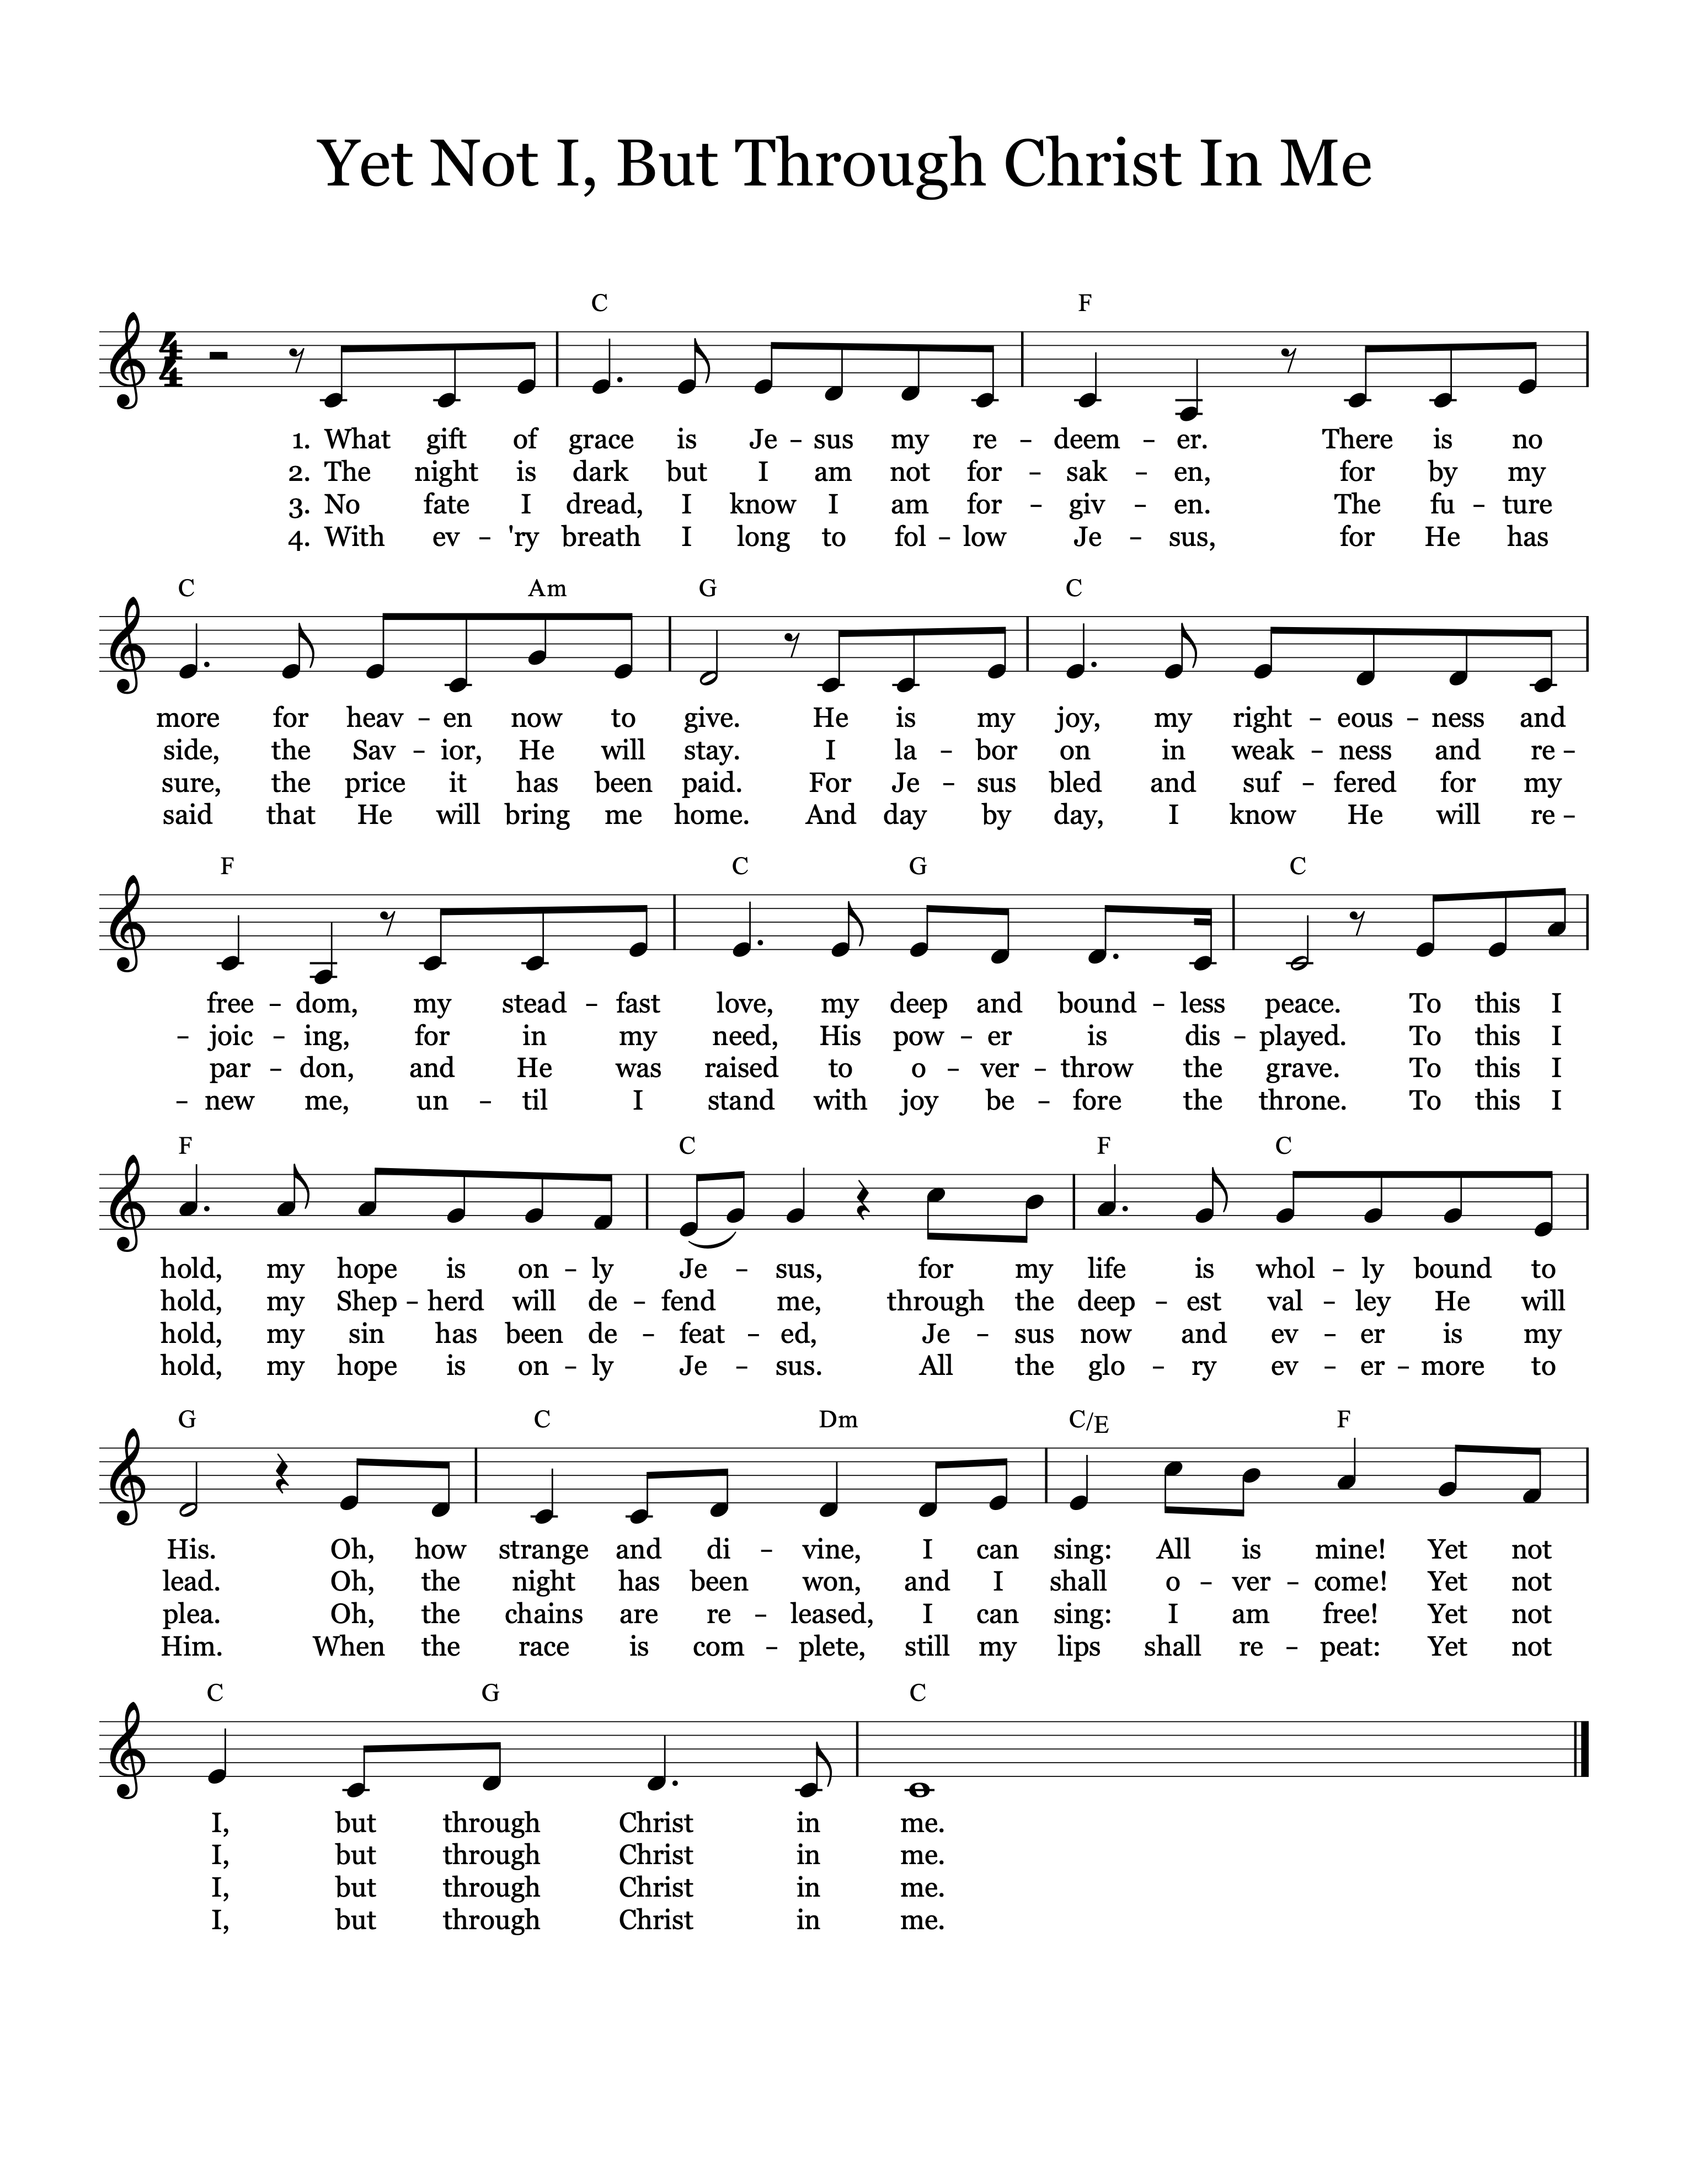 Yet Not I, But Through Christ In Me
C F
4
4
1. What gift of grace is Je – sus my re – deem – er. There is no
2. The night is dark but I am not for – sak – en, for by my
3. No fate I dread, I know I am for – giv – en. The fu – ture
4. With ev – 'ry breath I long to fol – low Je – sus, for He has
C Am G C
more for heav – en now to give. He is my joy, my right – eous – ness and
side, the Sav – ior, He will stay. I la – bor on in weak – ness and re –
sure, the price it has been paid. For Je – sus bled and suf – fered for my
said that He will bring me home. And day by day, I know He will re –
F C G C
free – dom, my stead – fast love, my deep and bound – less peace. To this I
– joic – ing, for in my need, His pow – er is dis – played. To this I
par – don, and He was raised to o – ver – throw the grave. To this I
– new me, un – til I stand with joy be – fore the throne. To this I
F C F C
hold, my hope is on – ly Je – sus, for my life is whol – ly bound to
hold, my Shep – herd will de – fend me, through the deep – est val – ley He will
hold, my sin has been de – feat – ed, Je – sus now and ev – er is my
hold, my hope is on – ly Je – sus. All the glo – ry ev – er – more to
G C Dm C/E F
His. Oh, how strange and di – vine, I can sing: All is mine! Yet not
lead. Oh, the night has been won, and I shall o – ver – come! Yet not
plea. Oh, the chains are re – leased, I can sing: I am free! Yet not
Him. When the race is com – plete, still my lips shall re – peat: Yet not
C G C
I, but through Christ in me.
I, but through Christ in me.
I, but through Christ in me.
I, but through Christ in me.